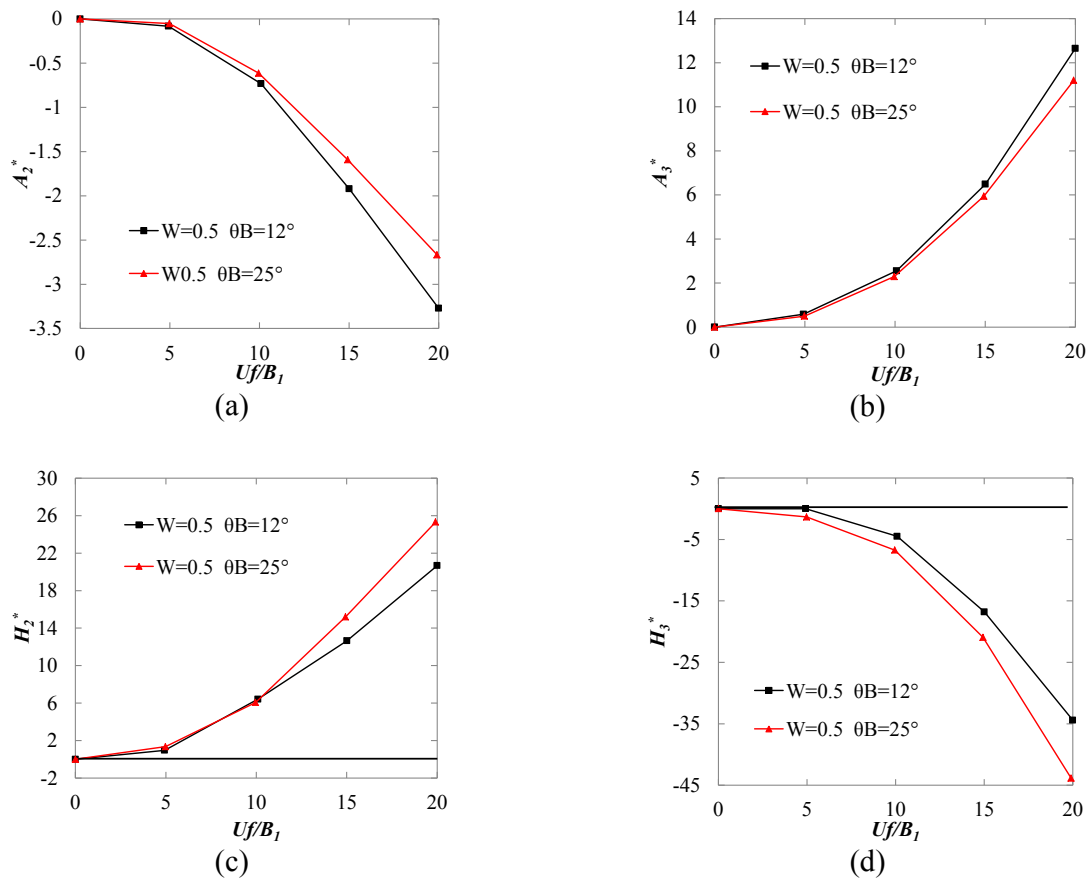 0
-0.5
-1
-1.5
-2
-2.5
-3
-3.5
A2*
W=0.5 θB=12°
W0.5 θB=25°
0 5 10 15 20
Uf/B1
(a)
14
12
10
8
6
4
2
0
A3*
W=0.5 θB=12°
W=0.5 θB=25°
0 5 10 15 20
Uf/B1
(b)
30
26
22
18
14
10
6
2
-2
H2*
W=0.5 θB=12°
W=0.5 θB=25°
0 5 10 15 20
Uf/B1
(c)
5
-5
-15
-25
-35
-45
H3*
W=0.5 θB=12°
W=0.5 θB=25°
0 5 10 15 20
Uf/B1
(d)